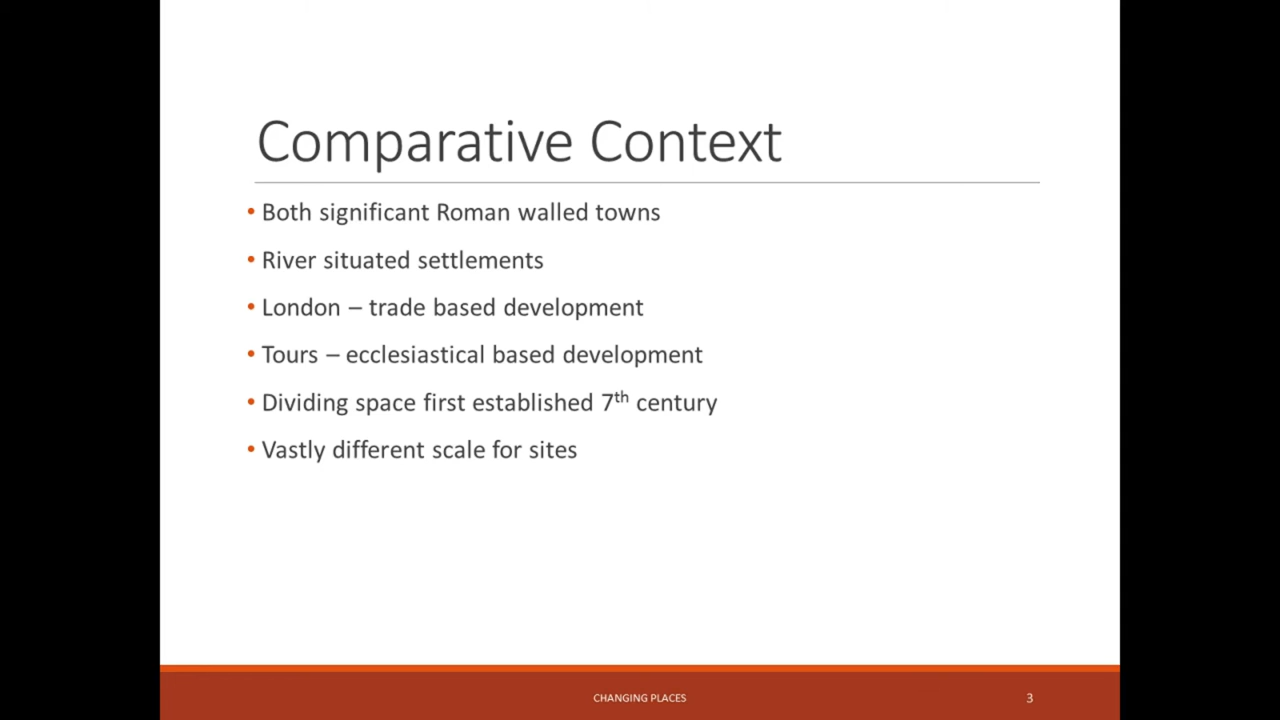 Comparative Context
• Both significant Roman walled towns
• River situated settlements
• London – trade based development
• Tours – ecclesiastical based development
• Dividing space first established 7th century
• Vastly different scale for sites
CHANGING PLACES
3